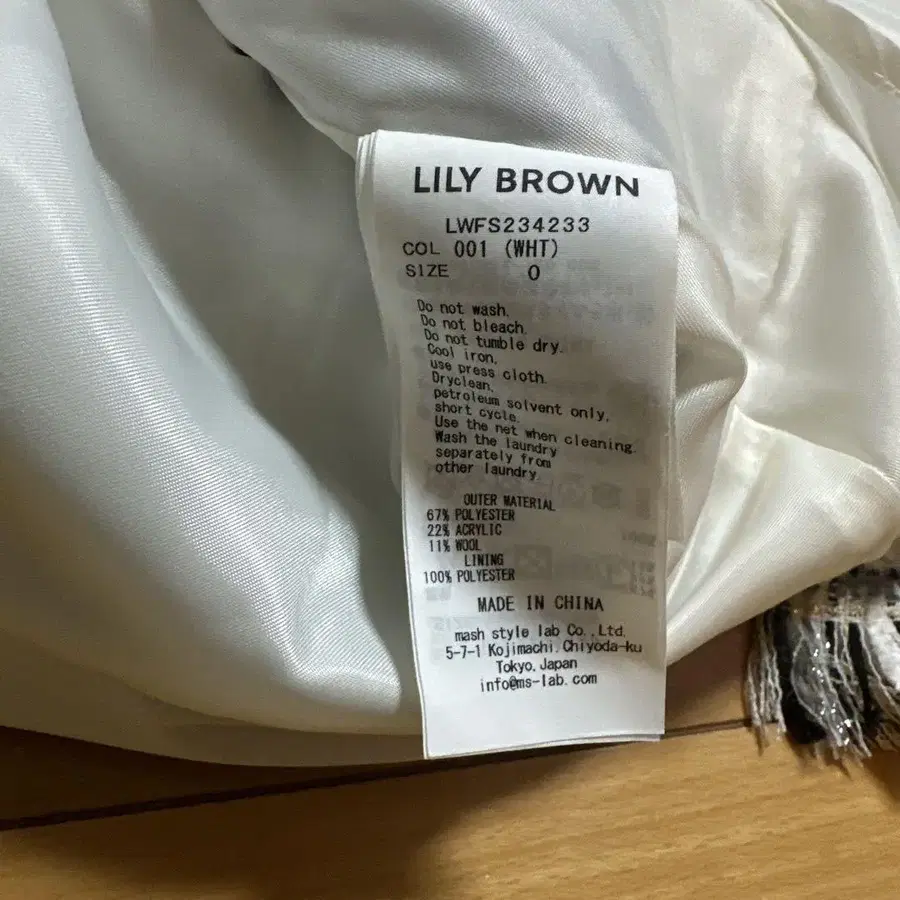 LILY BROWN
LWFS234233
COL 001 (WHT)
SIZE 0
Do not wash.
Do not bleach.
Do not tumble dry.
Cool iron.
use press cloth.
Dryclean.
petroleum solvent only.
short cycle.
Use the net when cleaning.
Wash the laundry
separately from
other laundry.
OUTER MATERIAL
67% POLYESTER
22% ACRYLIC
11% WOOL
LINING
100% POLYESTER
MADE IN CHINA
mash style lab Co., Ltd.
5-7-1 Kojimachi, Chiyoda-ku
Tokyo, Japan
info@ms-lab.com